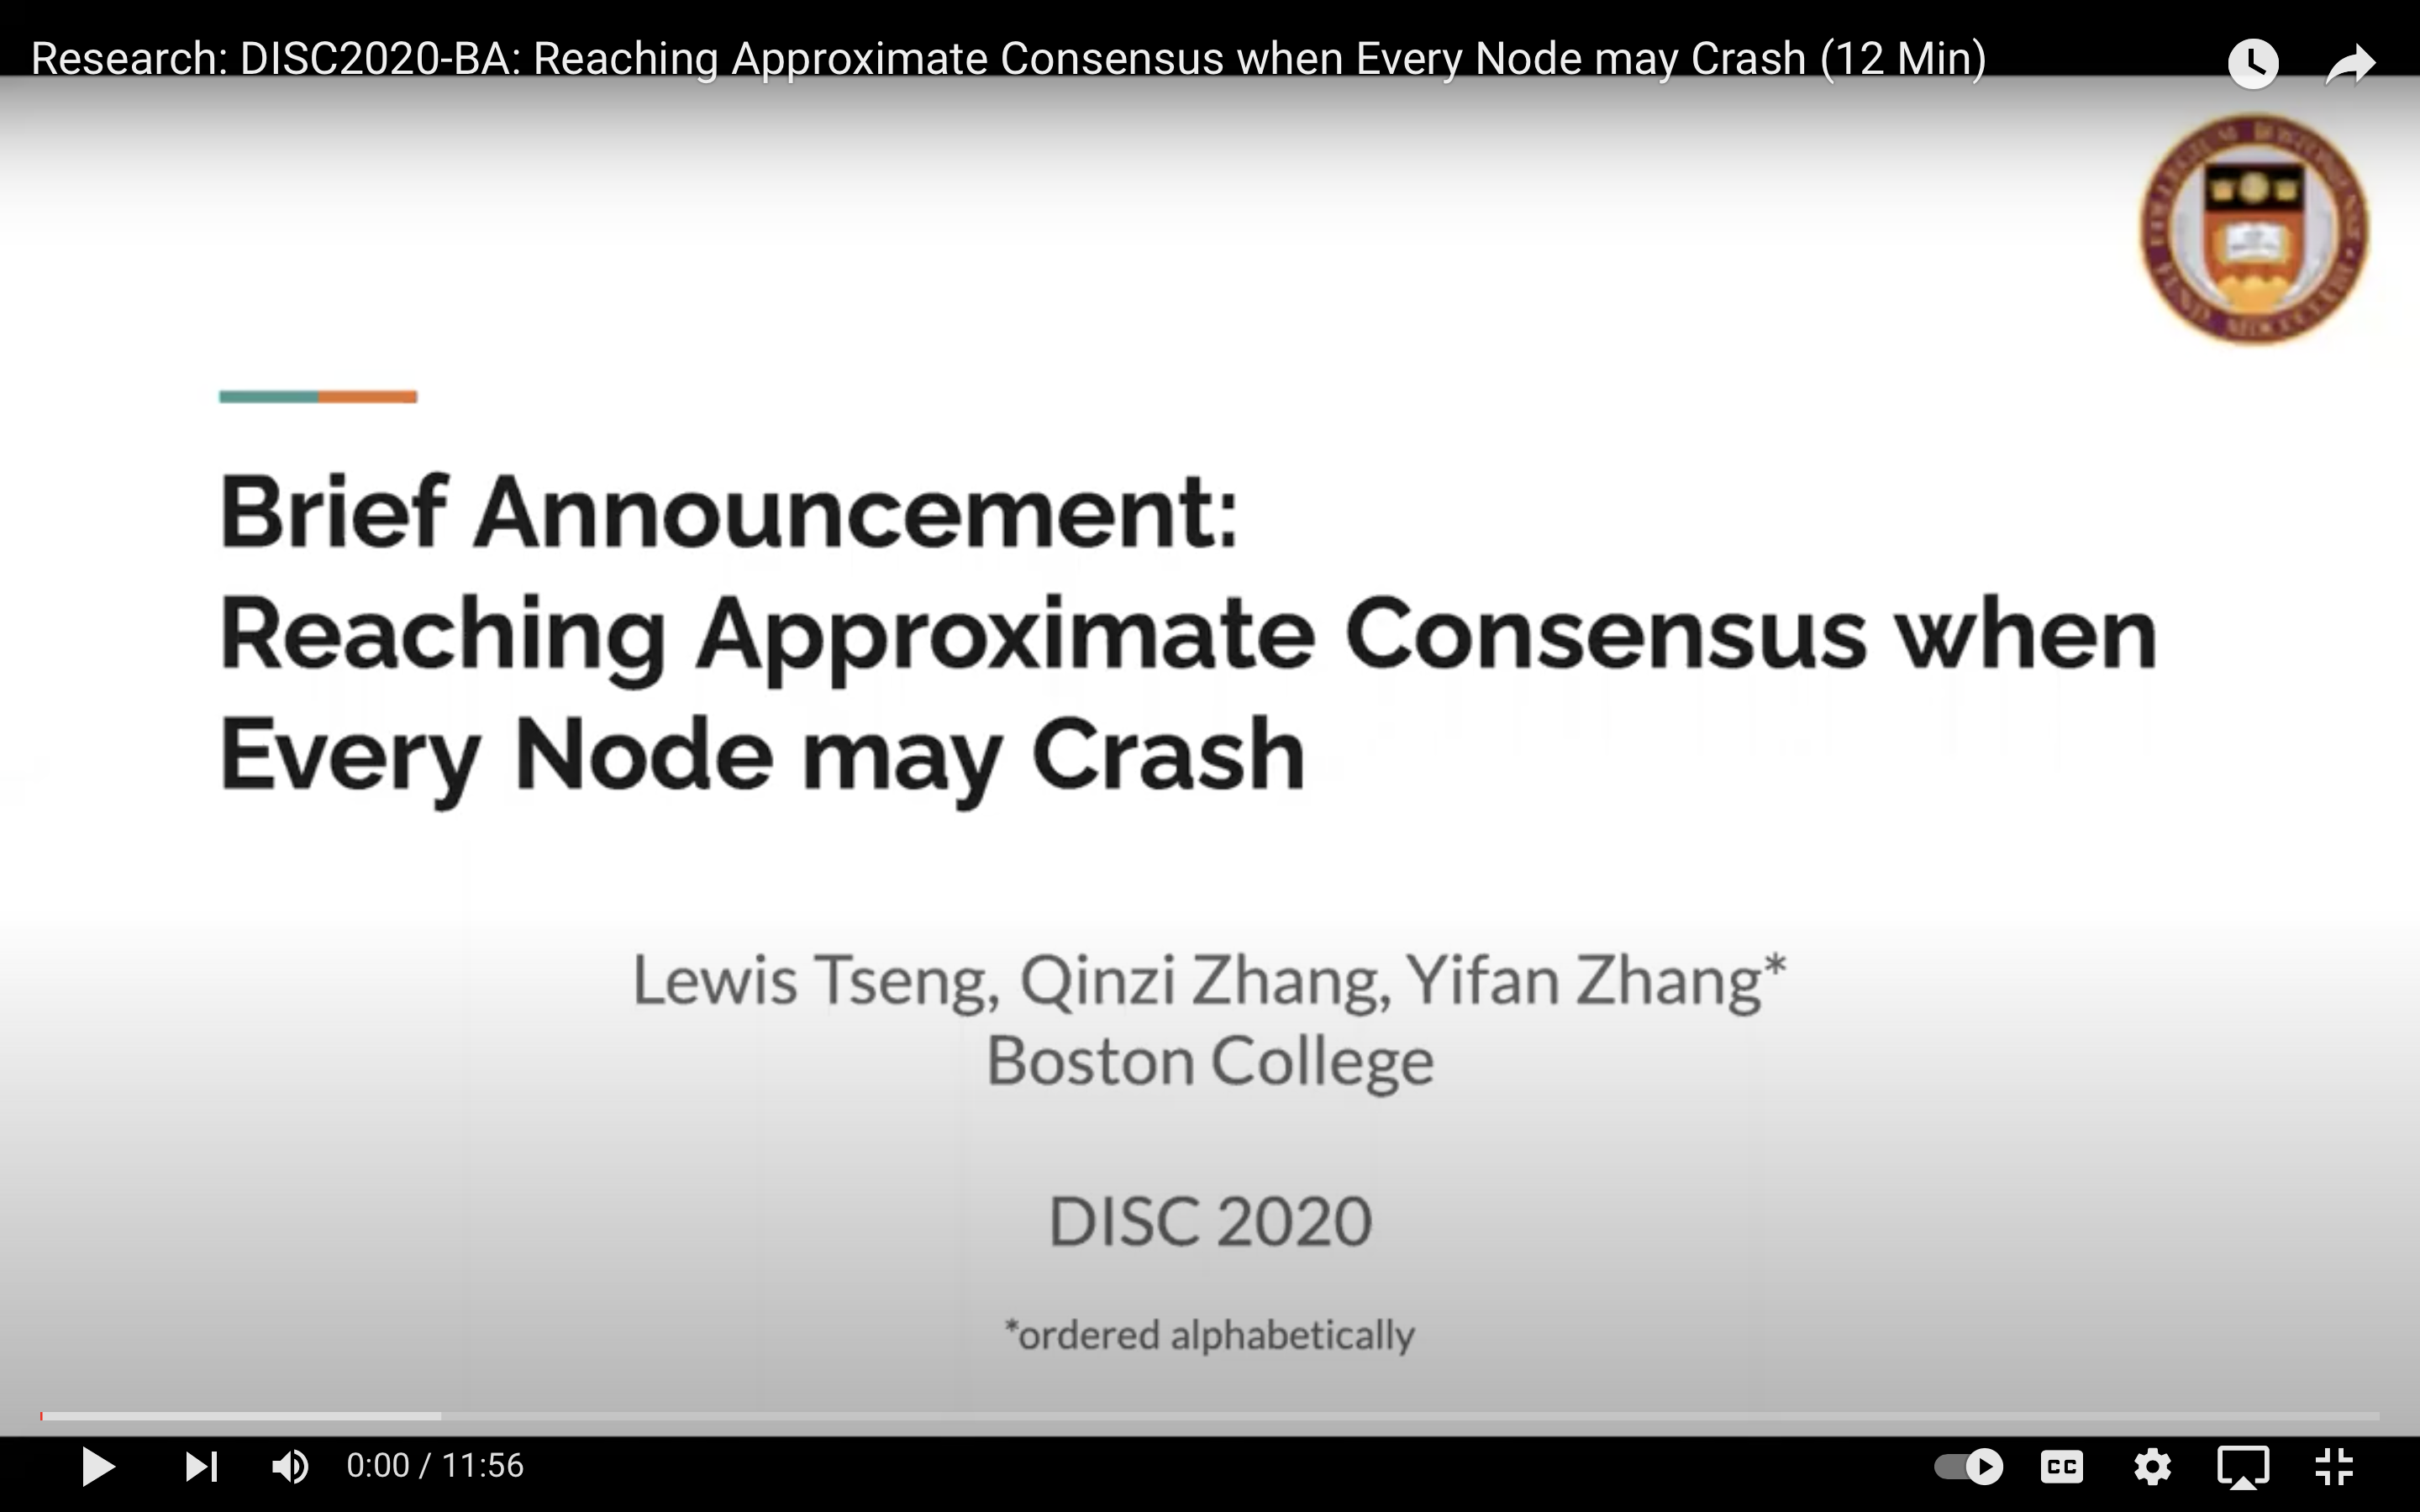 Research: DISC2020-BA: Reaching Approximate Consensus when Every Node may Crash (12 Min)
Brief Announcement:
Reaching Approximate Consensus when
Every Node may Crash
Lewis Tseng, Qinzi Zhang, Yifan Zhang*
Boston College
DISC 2020
*ordered alphabetically
0:00 / 11:56
CC